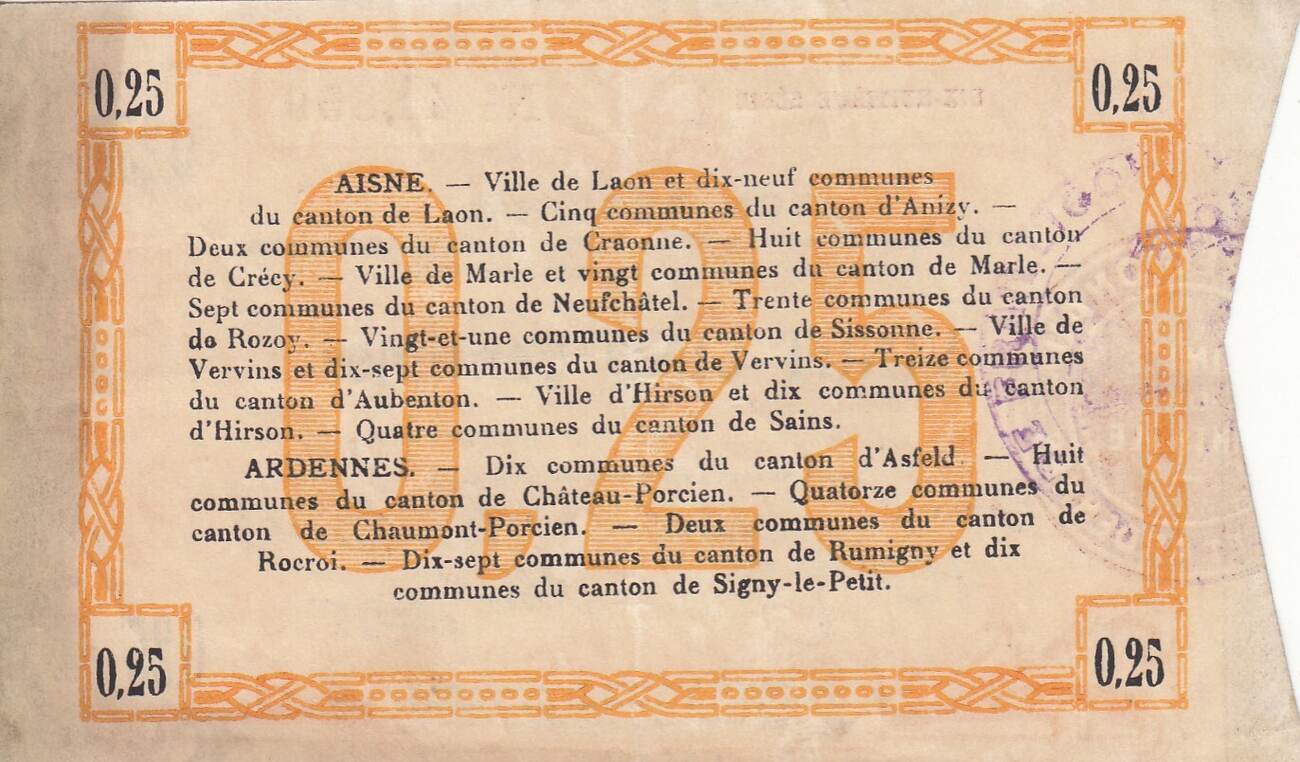 0,25
0,25
AISNE. — Ville de Laon et dix-neuf communes
du canton de Laon. — Cinq communes du canton d'Anizy. —
Deux communes du canton de Craonne. — Huit communes du canton
de Crécy. — Ville de Marle et vingt communes du canton de Marle. —
Sept communes du canton de Neufchâtel. — Trente communes du canton
de Rozoy. — Vingt-et-une communes du canton de Sissonne. — Ville de
Vervins et dix-sept communes du canton de Vervins. — Treize communes
du canton d'Aubenton. — Ville d'Hirson et dix communes du canton
d'Hirson. — Quatre communes du canton de Sains.
ARDENNES. — Dix communes du canton d'Asfeld. — Huit
communes du canton de Château-Porcien. — Quatorze communes du
canton de Chaumont-Porcien. — Deux communes du canton de
Rocroi. — Dix-sept communes du canton de Rumigny et dix
communes du canton de Signy-le-Petit.
0,25
0,25
0,25